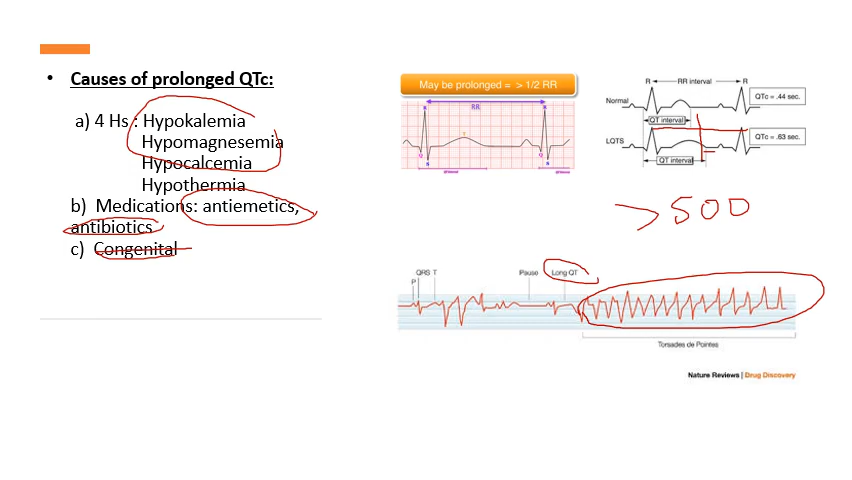 • Causes of prolonged QTc:
a) 4 Hs : Hypokalemia
Hypomagnesemia
Hypocalcemia
Hypothermia
b) Medications: antiemetics,
antibiotics
c) Congenital
May be prolonged = > 1/2 RR
RR
R
R
T
Q
S
Q
S
R
RR interval
R
Normal
QTc = .44 sec.
QT interval
LQTS
QTc = .63 sec.
QT interval
> 500
QRS T
P
Pause
Long QT
Torsades de Pointes
Nature Reviews | Drug Discovery